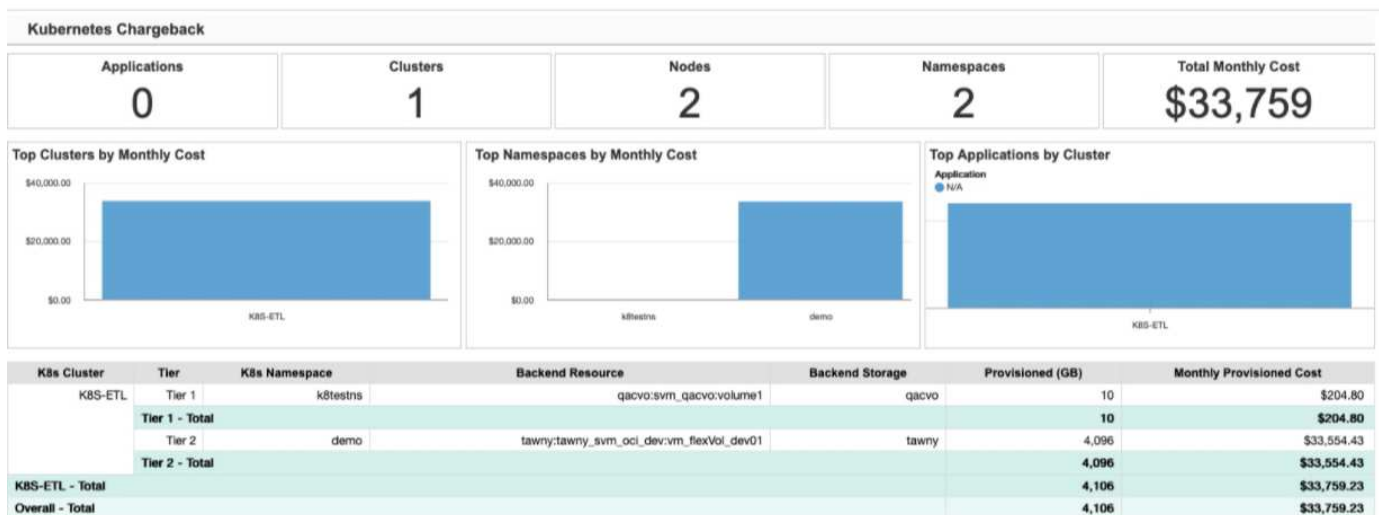 Kubernetes Chargeback
Applications Clusters Nodes Namespaces Total Monthly Cost
0 1 2 2 $33,759
Top Clusters by Monthly Cost
$40,000.00
$20,000.00
$0.00
K8S-ETL
Top Namespaces by Monthly Cost
$40,000.00
$20,000.00
$0.00
k8testns demo
Top Applications by Cluster
Application
N/A
K8S-ETL
K8s Cluster Tier K8s Namespace Backend Resource Backend Storage Provisioned (GB) Monthly Provisioned Cost
K8S-ETL Tier 1 k8testns qacvo:svm_qacvo:volume1 qacvo 10 $204.80
Tier 1 - Total 10 $204.80
Tier 2 demo tawny:tawny_svm_oci_dev:vm_flexVol_dev01 tawny 4,096 $33,554.43
Tier 2 - Total 4,096 $33,554.43
K8S-ETL - Total 4,106 $33,759.23
Overall - Total 4,106 $33,759.23